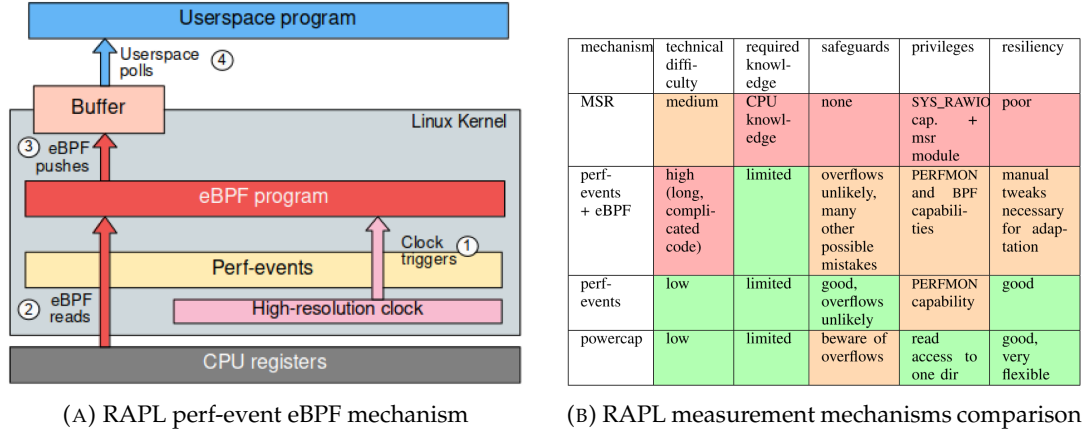 Userspace program
Userspace
polls
④
Buffer
Linux Kernel
③ eBPF
pushes
eBPF program
Clock
triggers
①
Perf-events
② eBPF
reads
High-resolution clock
CPU registers
(A) RAPL perf-event eBPF mechanism
mechanism technical diffi- culty required knowl- edge safeguards privileges resiliency
MSR medium CPU knowl- edge none SYS_RAWIO cap. + msr module poor
perf- events + eBPF high (long, compli- cated code) limited overflows unlikely, many other possible mistakes PERFMON and BPF capabili- ties manual tweaks necessary for adap- tation
perf- events low limited good, overflows unlikely PERFMON capability good
powercap low limited beware of overflows read access to one dir good, very flexible
(B) RAPL measurement mechanisms comparison